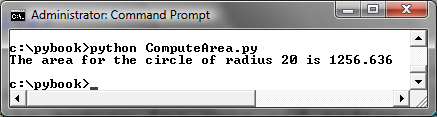 Administrator: Command Prompt
c:\pybook>python ComputeArea.py
The area for the circle of radius 20 is 1256.636
c:\pybook>